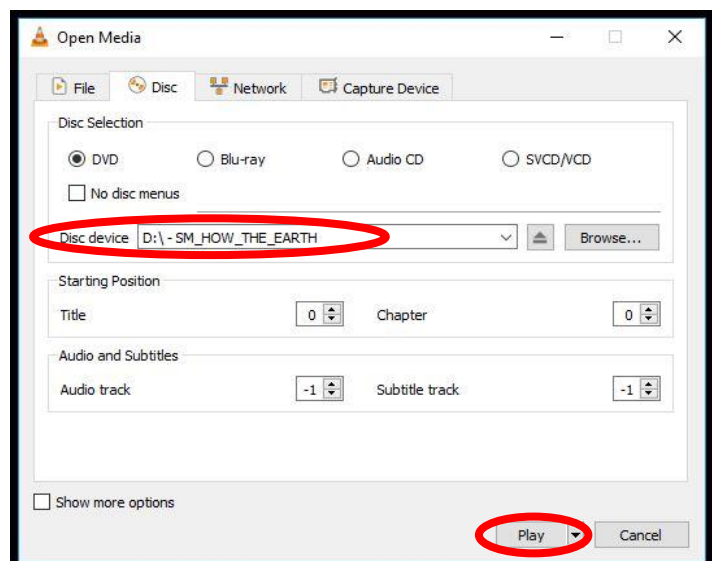 Open Media
File Disc Network Capture Device
Disc Selection
DVD Blu-ray Audio CD SVCD/VCD
No disc menus
Disc device D:\ - SM_HOW_THE_EARTH Browse...
Starting Position
Title 0 Chapter 0
Audio and Subtitles
Audio track -1 Subtitle track -1
Show more options
Play Cancel